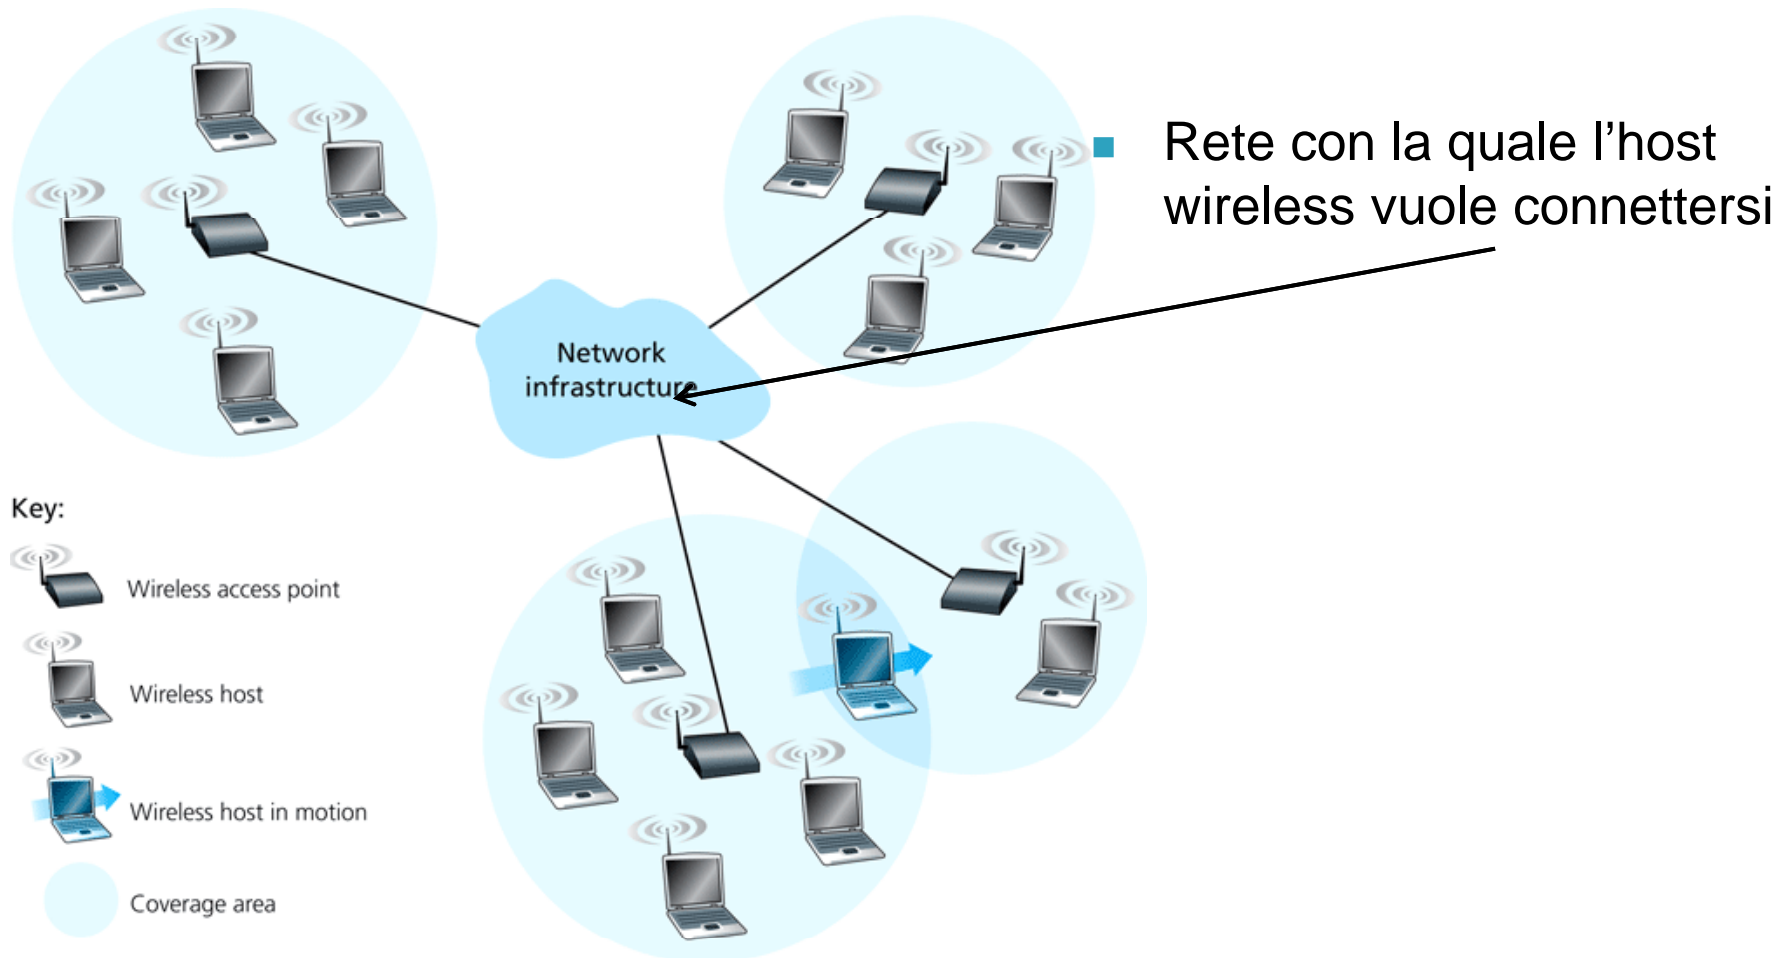 Rete con la quale l’host
wireless vuole connettersi
Network
infrastructure
Key:
Wireless access point
Wireless host
Wireless host in motion
Coverage area